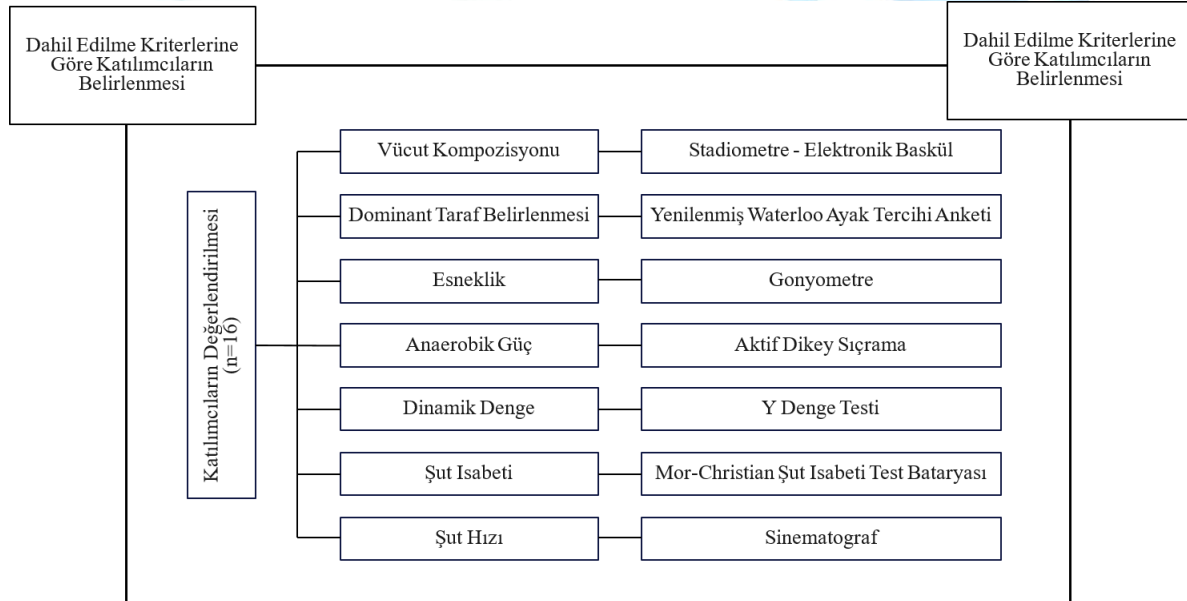 Dahil Edilme Kriterlerine
Göre Katılımcıların
Belirlenmesi
Dahil Edilme Kriterlerine
Göre Katılımcıların
Belirlenmesi
Katılımcıların Değerlendirilmesi
(n=16)
Vücut Kompozisyonu
Stadiometre - Elektronik Baskül
Dominant Taraf Belirlenmesi
Yenilenmiş Waterloo Ayak Tercihi Anketi
Esneklik
Gonyometre
Anaerobik Güç
Aktif Dikey Sıçrama
Dinamik Denge
Y Denge Testi
Şut Isabeti
Mor-Christian Şut Isabeti Test Bataryası
Şut Hızı
Sinematograf